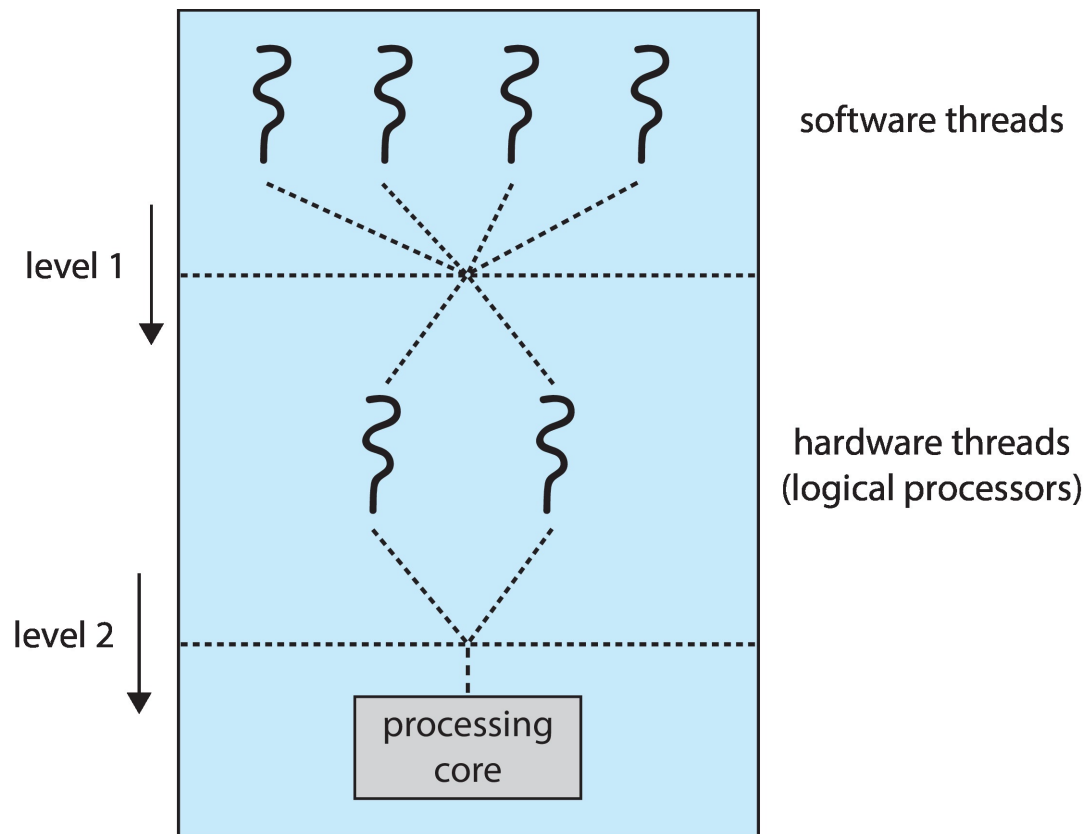 software threads
level 1
hardware threads
(logical processors)
level 2
processing
core